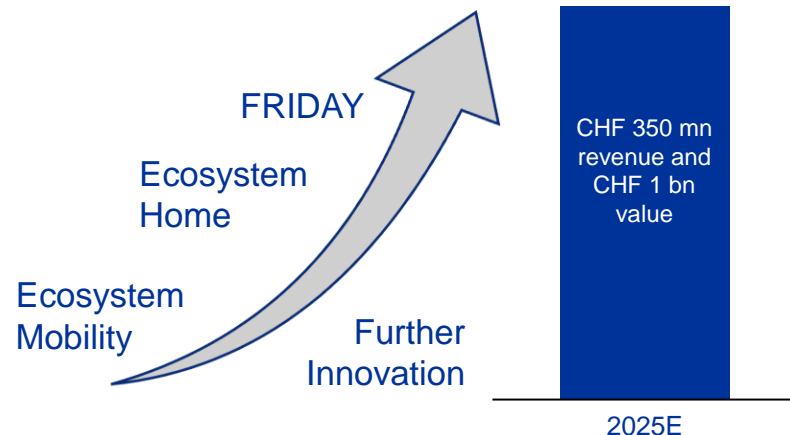 FRIDAY
Ecosystem
Home
Ecosystem
Mobility
Further
Innovation
CHF 350 mn
revenue and
CHF 1 bn
value
2025E